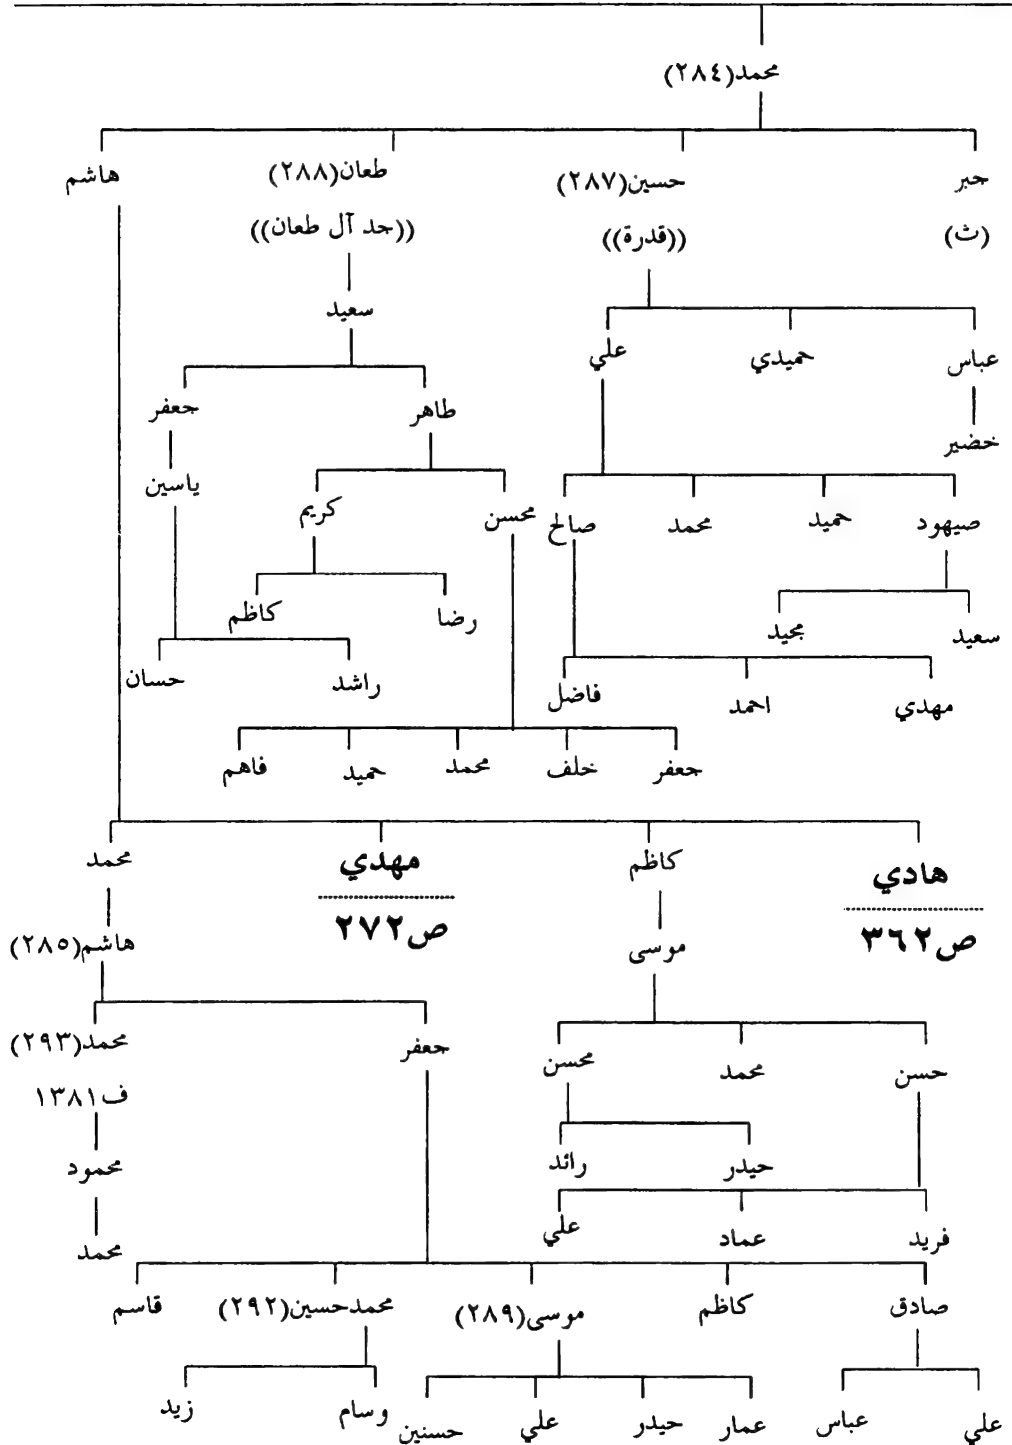 محمد(٢٨٤)
جبر حسين(٢٨٧) طعان(٢٨٨) هاشم
(ث) ((قدرة)) ((جد آل طعان))
سعيد
عباس حميدي علي
طاهر جعفر
خضير
ياسين
صيهود حميد محمد صالح محسن كريم
رضا كاظم
سعيد مجيد
راشد حسان
مهدي احمد فاضل
جعفر خلف محمد حميد فاهم
هادي كاظم مهدي محمد
ص٣٦٢ ص٢٧٢
موسى هاشم(٢٨٥)
جعفر محمد(٢٩٣)
حسن محمد محسن
ف١٣٨١
حيدر رائد محمود
فريد عماد علي محمد
صادق كاظم موسى(٢٨٩) محمدحسين(٢٩٢) قاسم
علي عباس عمار حيدر علي حسنين وسام زيد